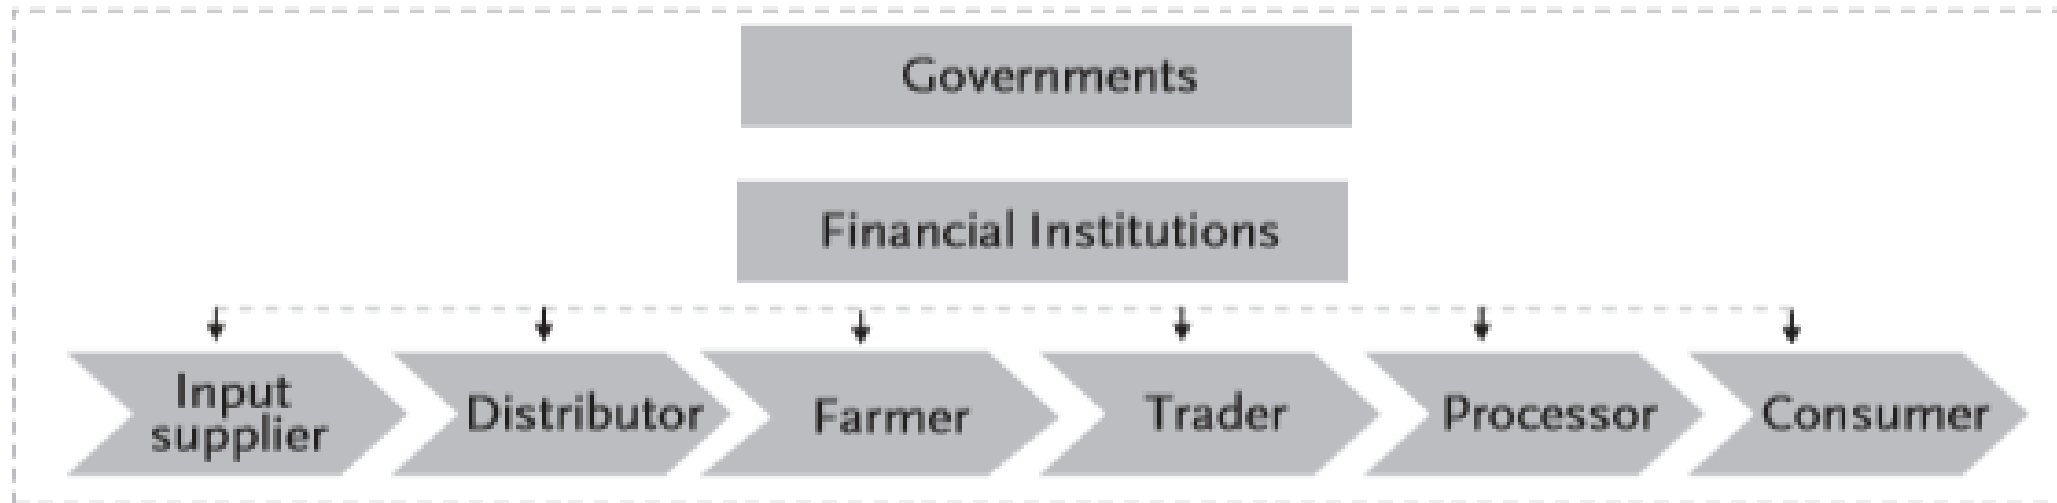 Governments
Financial Institutions
Input
supplier
Distributor
Farmer
Trader
Processor
Consumer